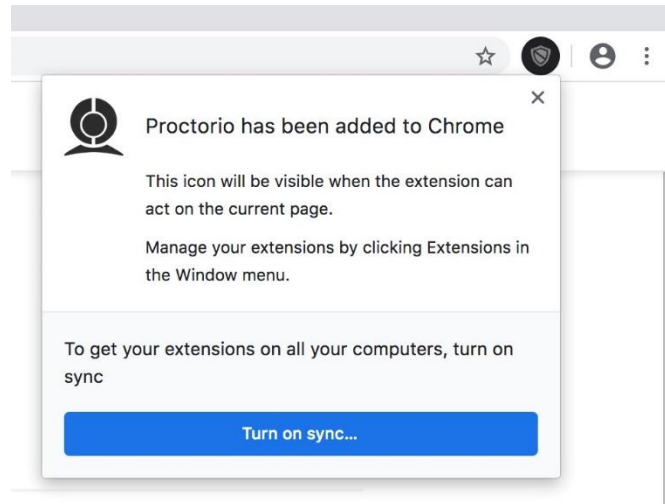 Proctorio has been added to Chrome
This icon will be visible when the extension can
act on the current page.
Manage your extensions by clicking Extensions in
the Window menu.
To get your extensions on all your computers, turn on
sync
Turn on sync...